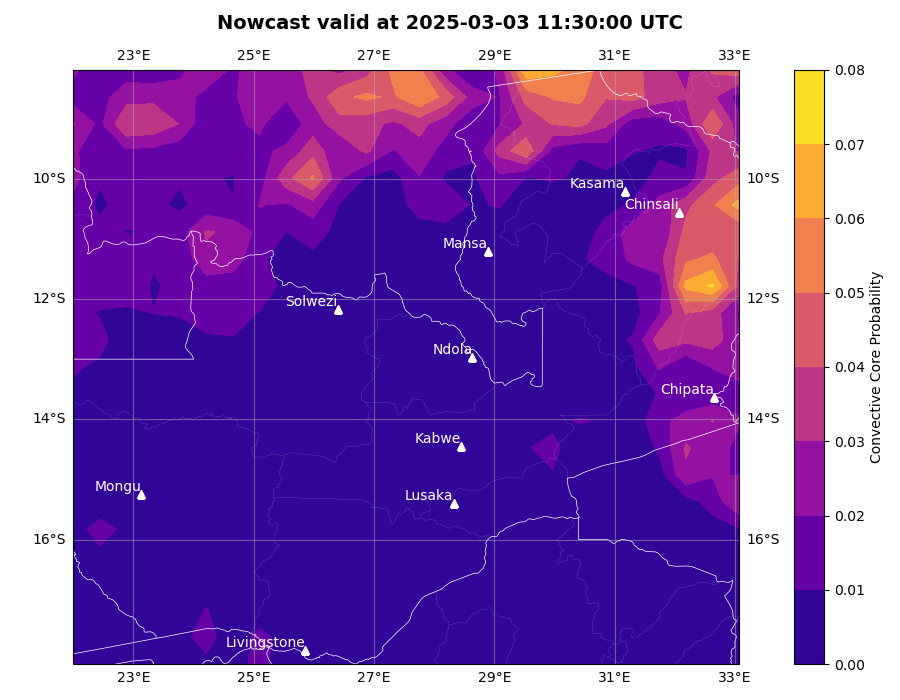 Nowcast valid at 2025-03-03 11:30:00 UTC
23°E 25°E 27°E 29°E 31°E 33°E
0.08
0.07
10°S Kasama 10°S
Chinsali
0.06
Mansa
0.05
12°S Solwezi 12°S
Ndola
0.04
Chipata
14°S 14°S
Kabwe
0.03
Mongu
Lusaka
0.02
16°S 16°S
0.01
Livingstone
0.00
23°E 25°E 27°E 29°E 31°E 33°E
Convective Core Probability